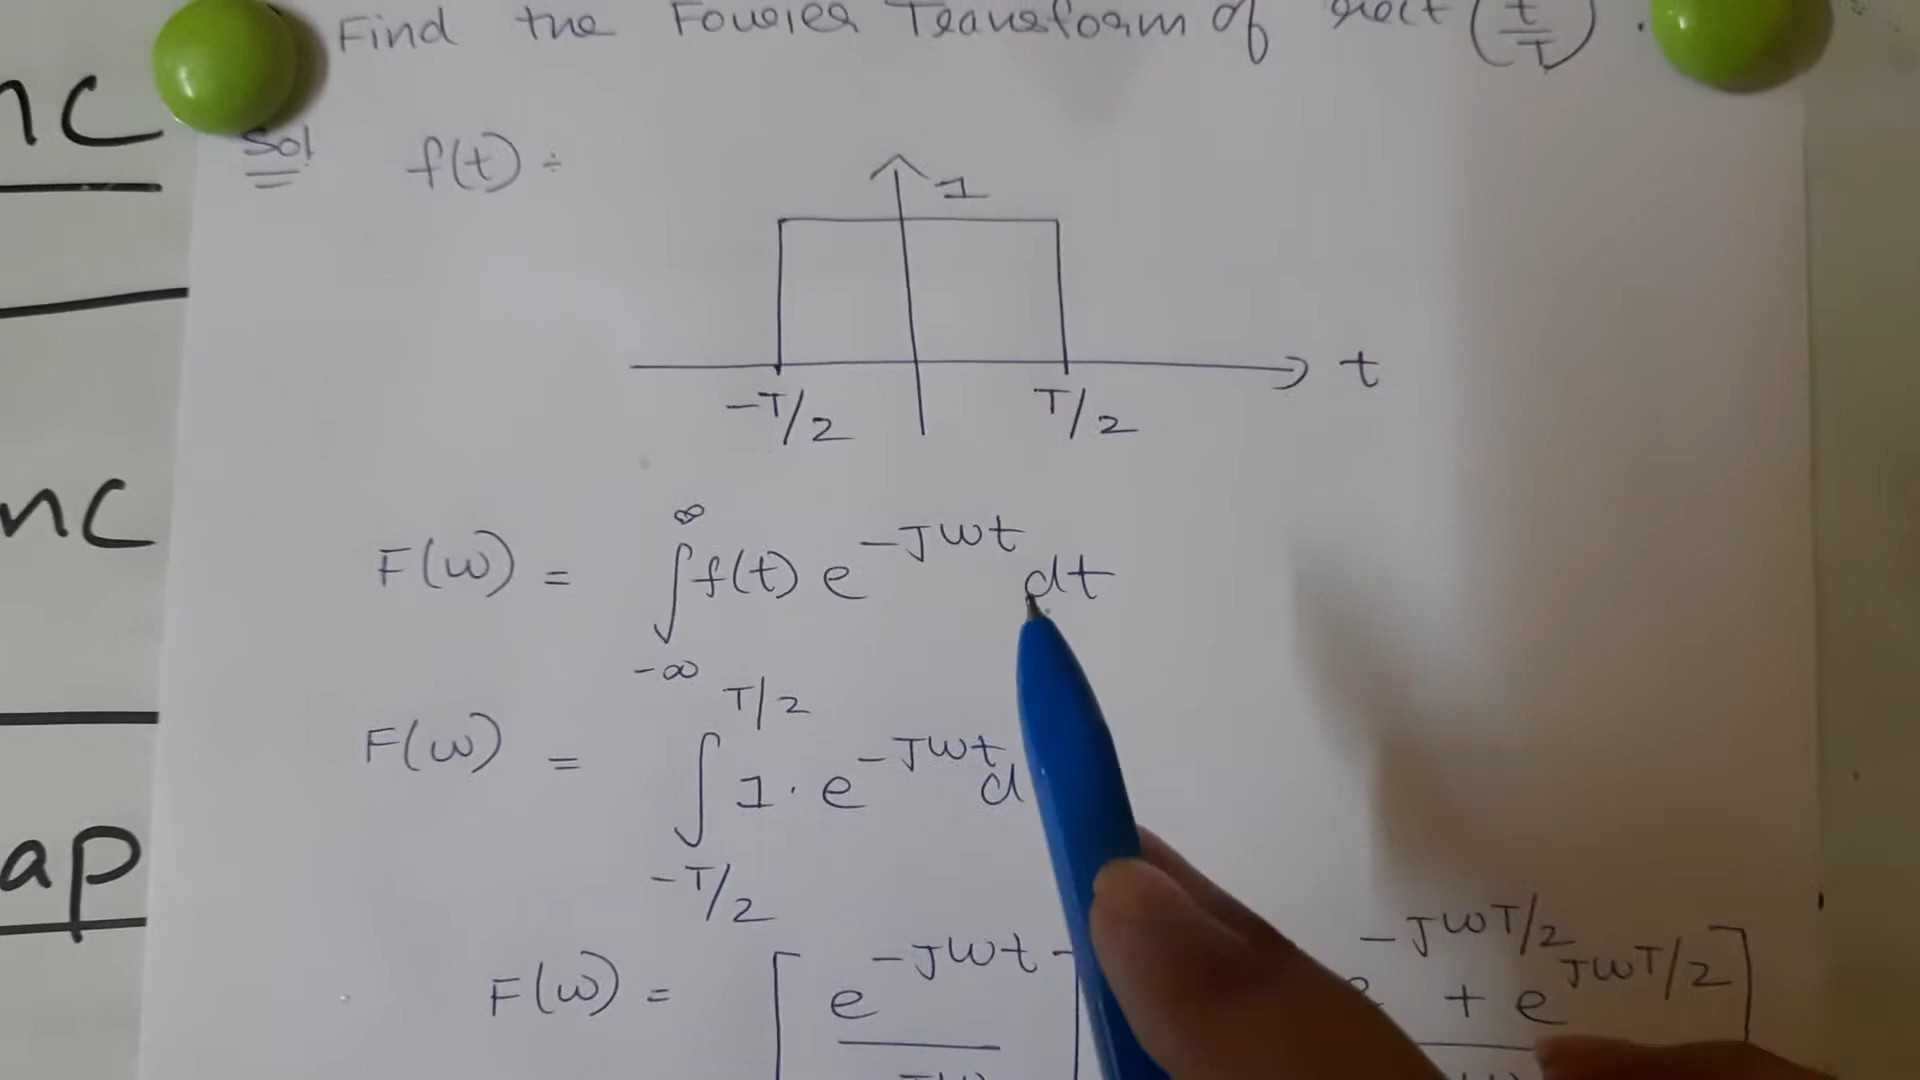 Find the Fourier Transform of rect (t/T).
nc
Sol f(t) ÷
1
t
-T/2 T/2
nc
F(ω) = ∫ f(t) e^-Jωt dt
∞
-∞
F(ω) = ∫ 1. e^-Jωt d
T/2
-T/2
ap
F(ω) = [ e^-Jωt
-JωT/2 + e^JωT/2 ]